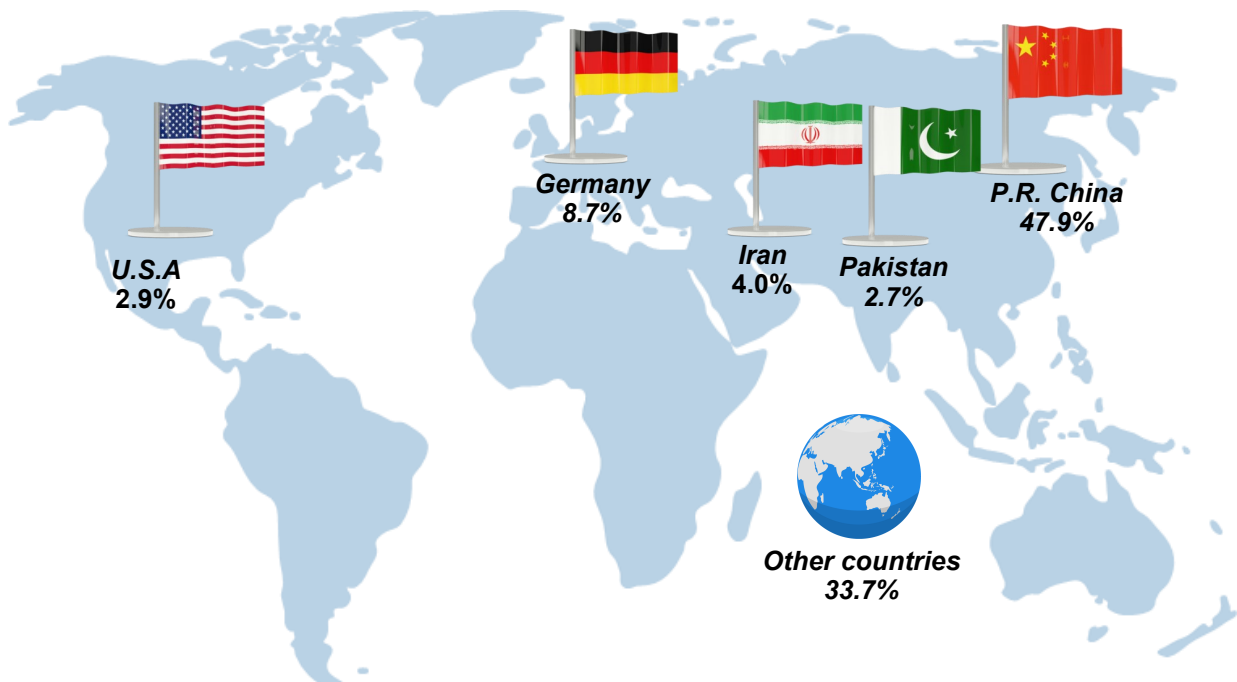 U.S.A
2.9%
Germany
8.7%
Iran
4.0%
Pakistan
2.7%
P.R. China
47.9%
Other countries
33.7%